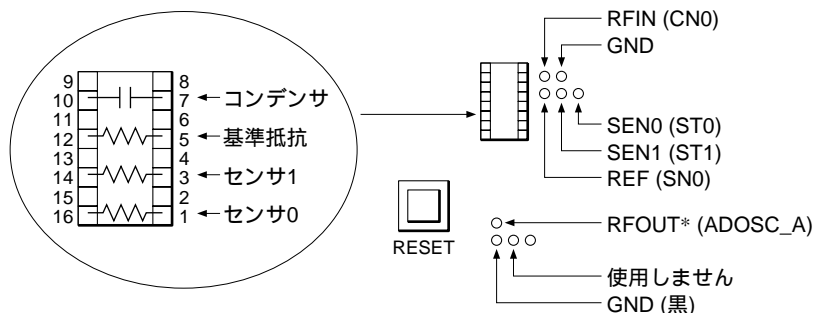 RFIN (CN0)
GND
9 8
10 7 コンデンサ
11 6
12 5 基準抵抗
13 4
14 3 センサ1
15 2
16 1 センサ0
SEN0 (ST0)
SEN1 (ST1)
REF (SN0)
RESET
RFOUT* (ADOSC_A)
使用しません
GND (黒)